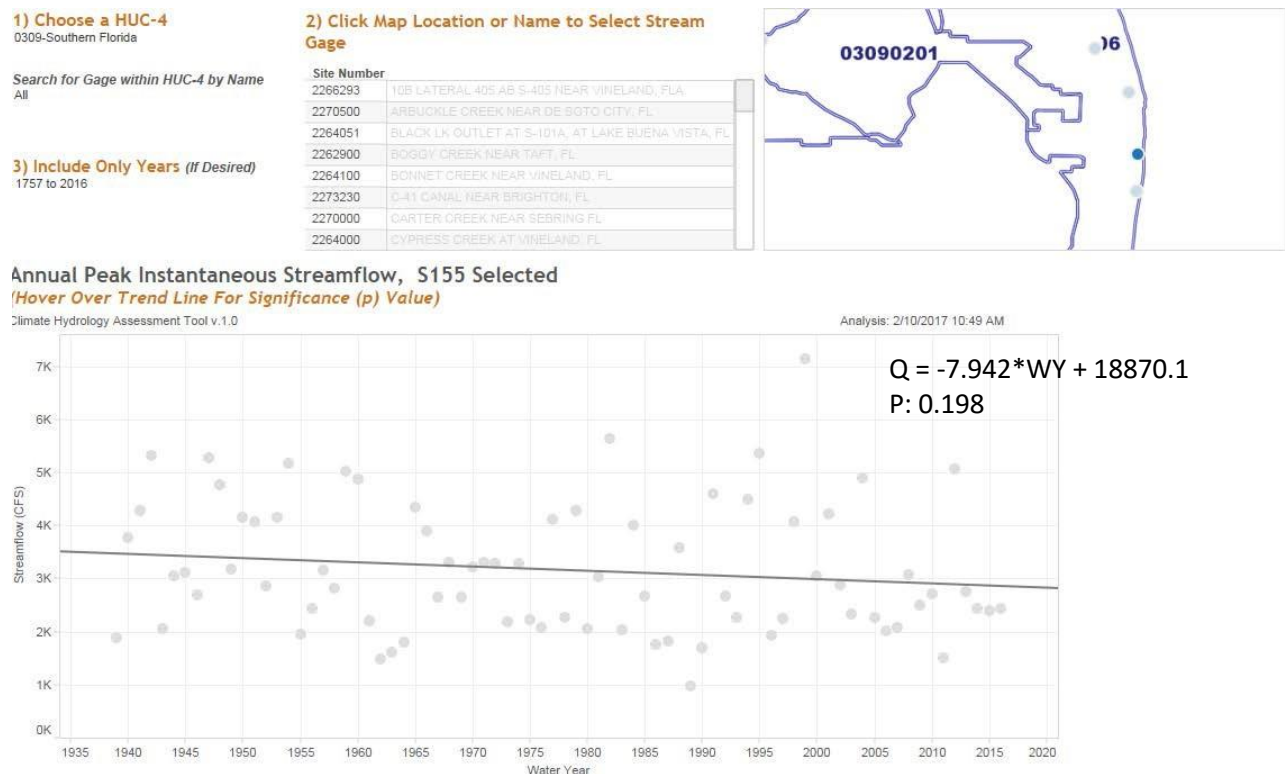 1) Choose a HUC-4
0309-Southern Florida
Search for Gage within HUC-4 by Name
All
3) Include Only Years (If Desired)
1757 to 2016
2) Click Map Location or Name to Select Stream
Gage
Site Number
2266293 10B LATERAL 405 AB S-405 NEAR VINELAND, FLA
2270500 ARBUCKLE CREEK NEAR DE SOTO CITY, FL
2264051 BLACK LK OUTLET AT S-101A, AT LAKE BUENA VISTA, FL
2262900 BOGGY CREEK NEAR TAFT, FL
2264100 BONNET CREEK NEAR VINELAND, FL
2273230 C-41 CANAL NEAR BRIGHTON, FL
2270000 CARTER CREEK NEAR SEBRING FL
2264000 CYPRESS CREEK AT VINELAND, FL
03090201
06
Annual Peak Instantaneous Streamflow, S155 Selected
(Hover Over Trend Line For Significance (p) Value)
Climate Hydrology Assessment Tool v.1.0
Analysis: 2/10/2017 10:49 AM
Q = -7.942*WY + 18870.1
P: 0.198
Streamflow (CFS)
7K
6K
5K
4K
3K
2K
1K
0K
1935 1940 1945 1950 1955 1960 1965 1970 1975 1980 1985 1990 1995 2000 2005 2010 2015 2020
Water Year